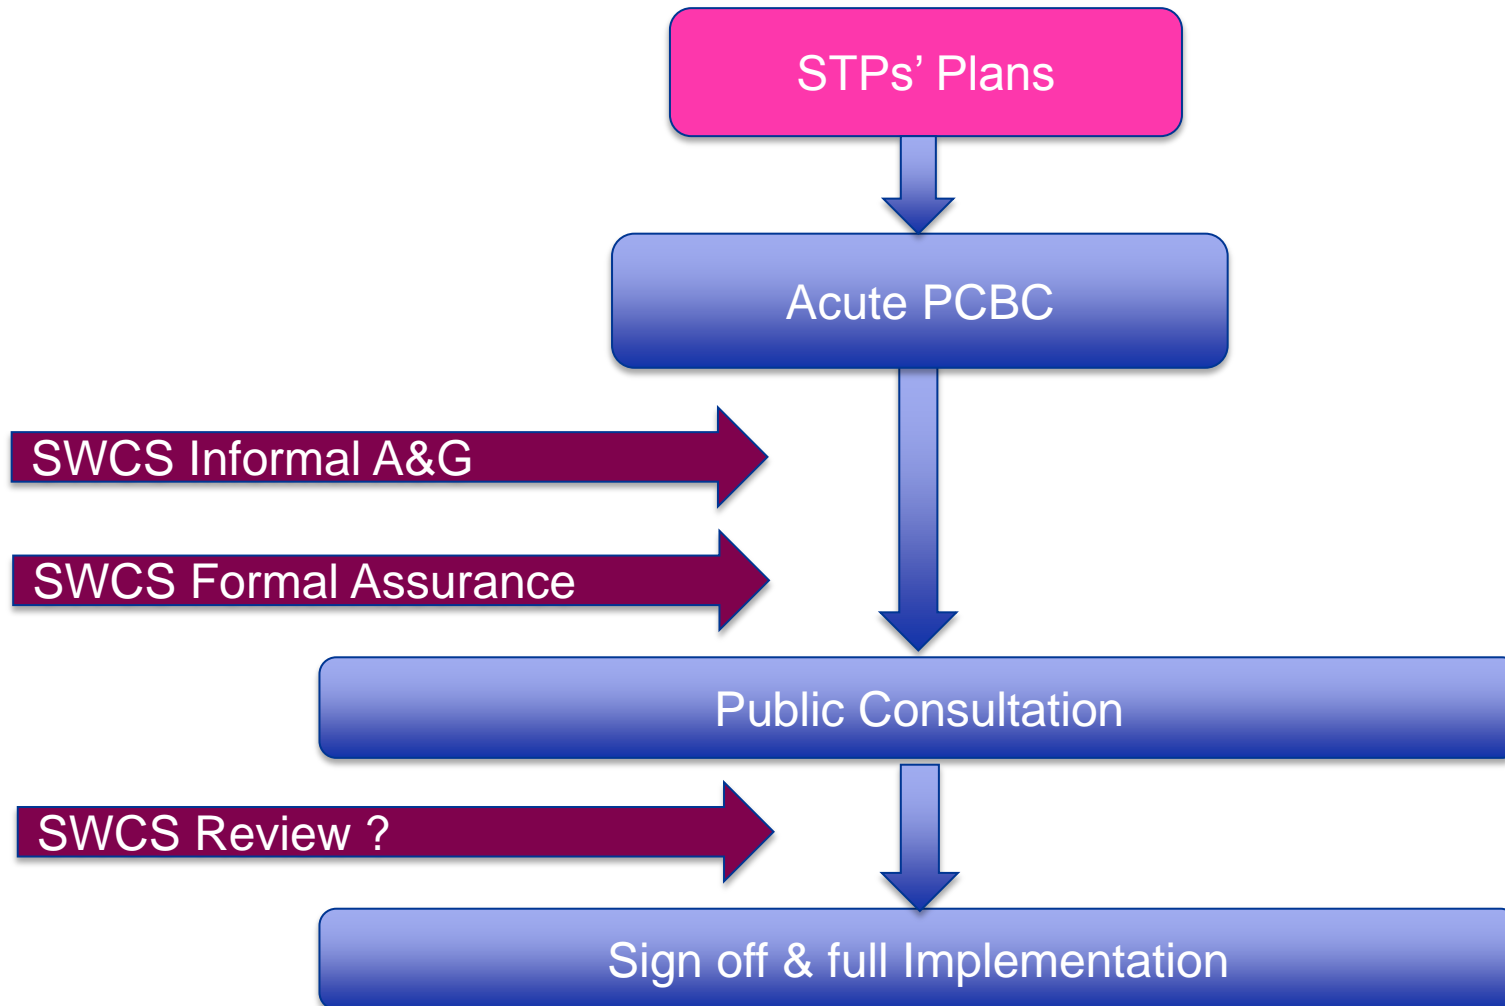 STPs’ Plans
Acute PCBC
SWCS Informal A&G
SWCS Formal Assurance
Public Consultation
SWCS Review ?
Sign off & full Implementation